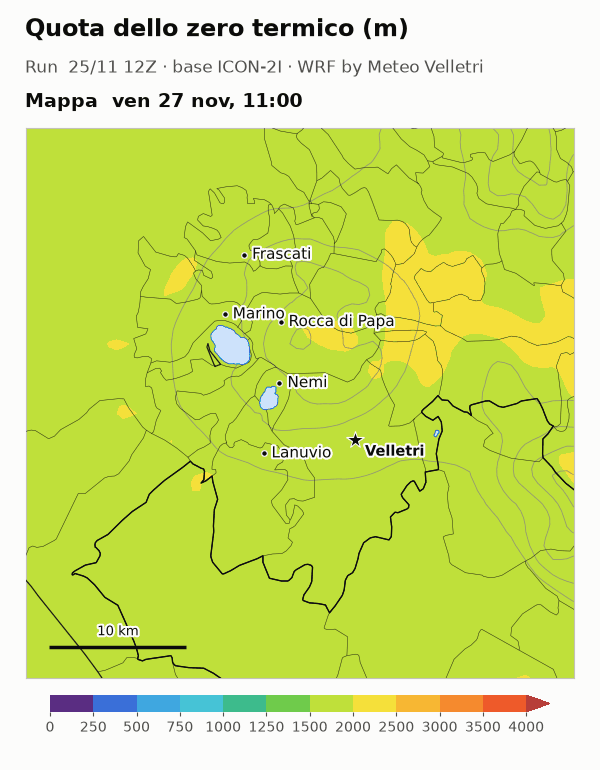 Quota dello zero termico (m)
Run  25/11 12Z · base ICON-2I · WRF by Meteo Velletri
Mappa  ven 27 nov, 11:00
Frascati
Marino
Rocca di Papa
Nemi
Velletri
Lanuvio
10 km
0 250 500 750 1000 1250 1500 2000 2500 3000 3500 4000